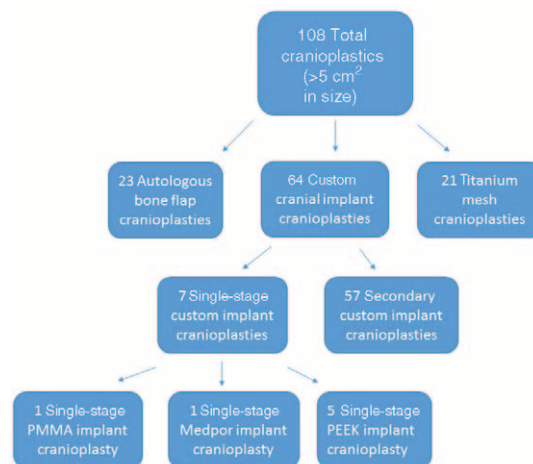 108 Total
cranioplastics
(>5 cm²
in size)
23 Autologous
bone flap
cranioplasties
64 Custom
cranial implant
cranioplasties
21 Titanium
mesh
cranioplasties
7 Single-stage
custom implant
cranioplasties
57 Secondary
custom implant
cranioplasties
1 Single-stage
PMMA implant
cranioplasty
1 Single-stage
Medpor implant
cranioplasty
5 Single-stage
PEEK implant
cranioplasty